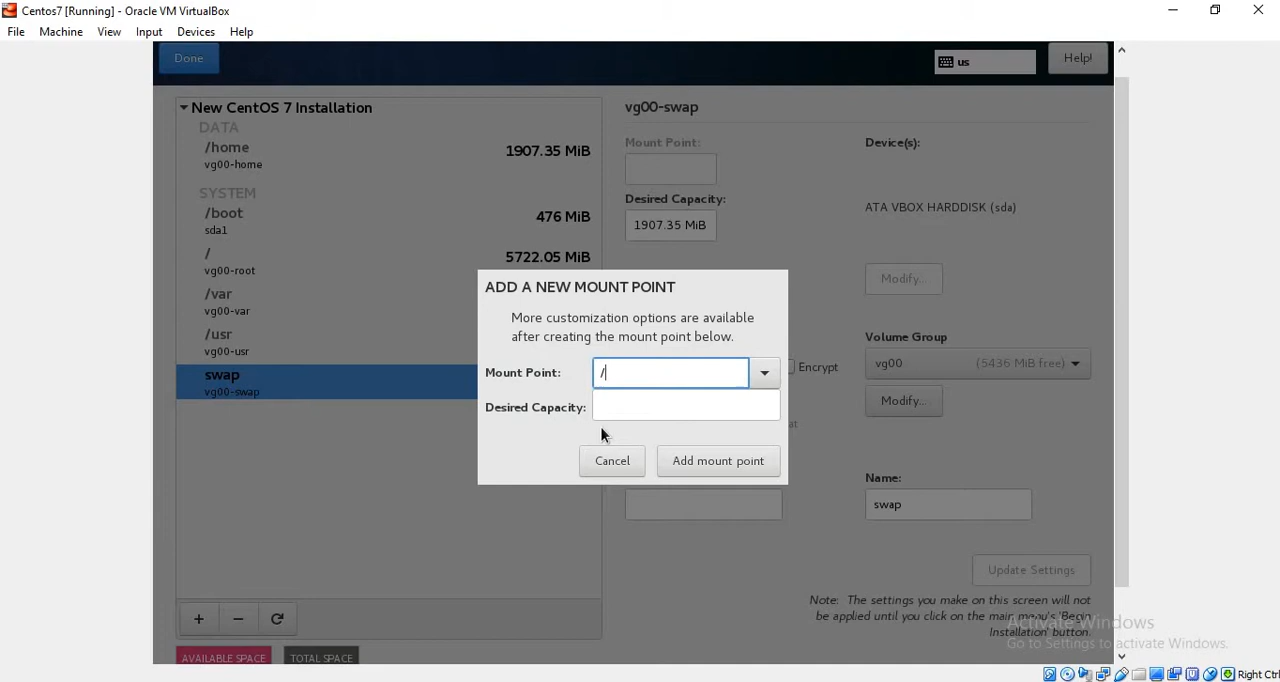 Centos7 [Running] - Oracle VM VirtualBox
File Machine View Input Devices Help
Done
us
Help!
New CentOS 7 Installation
DATA
/home
1907.35 MiB
vg00-home
SYSTEM
/boot
476 MiB
sda1
/
5722.05 MiB
vg00-root
/var
vg00-var
/usr
vg00-usr
swap
vg00-swap
+ −
AVAILABLE SPACE
TOTAL SPACE
vg00-swap
Mount Point:
Desired Capacity:
1907.35 MiB
Device(s):
ATA VBOX HARDDISK (sda)
Modify...
Encrypt
Volume Group
vg00 (5436 MiB free)
Modify...
Name:
swap
Update Settings
Note: The settings you make on this screen will not
be applied until you click on the main menu's 'Begin
Installation' button.
ADD A NEW MOUNT POINT
More customization options are available
after creating the mount point below.
Mount Point: /
Desired Capacity:
Cancel
Add mount point
Activate Windows
Go to Settings to activate Windows.
Right Ctrl